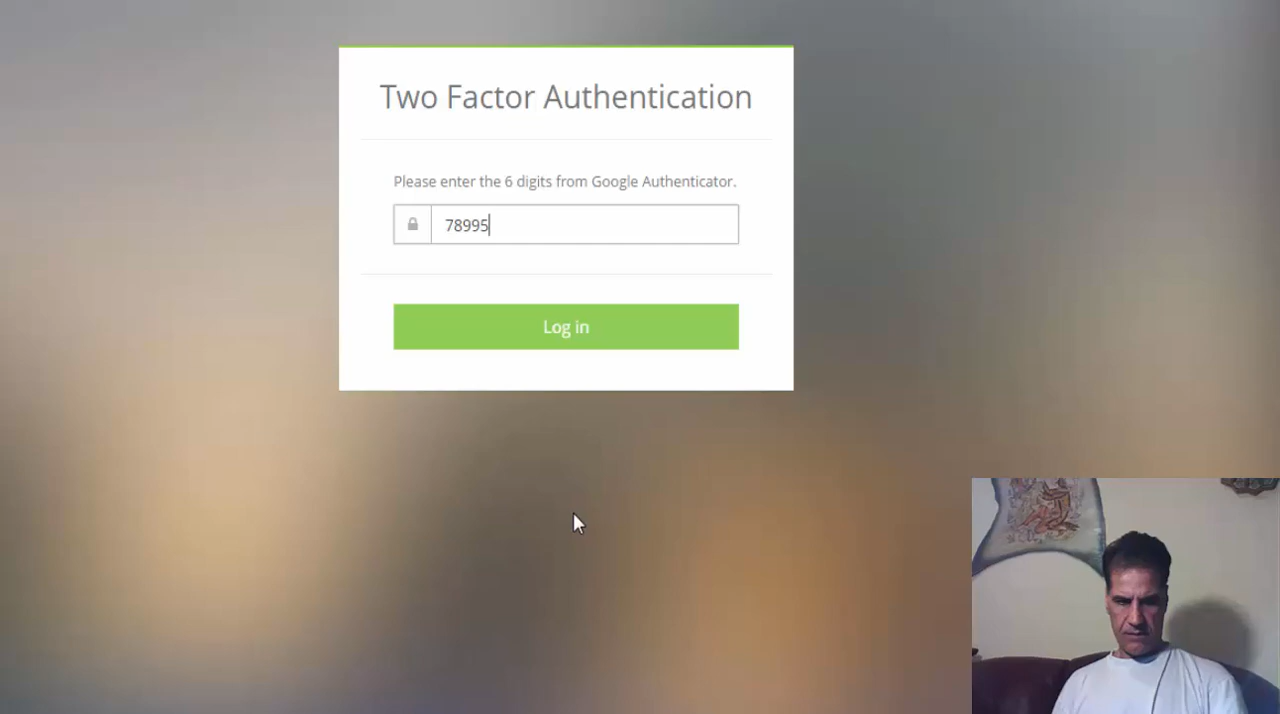 Two Factor Authentication
Please enter the 6 digits from Google Authenticator.
78995
Log in